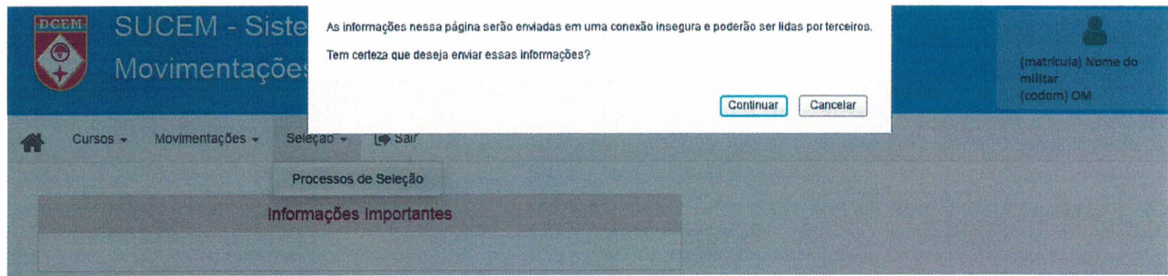 DCEM
SUCEM - Siste
Movimentações
As informações nessa página serão enviadas em uma conexão insegura e poderão ser lidas por terceiros.
Tem certeza que deseja enviar essas informações?
Continuar Cancelar
(matrícula) Nome do
militar
(codom) OM
Cursos Movimentações Seleção Sair
Processos de Seleção
Informações Importantes